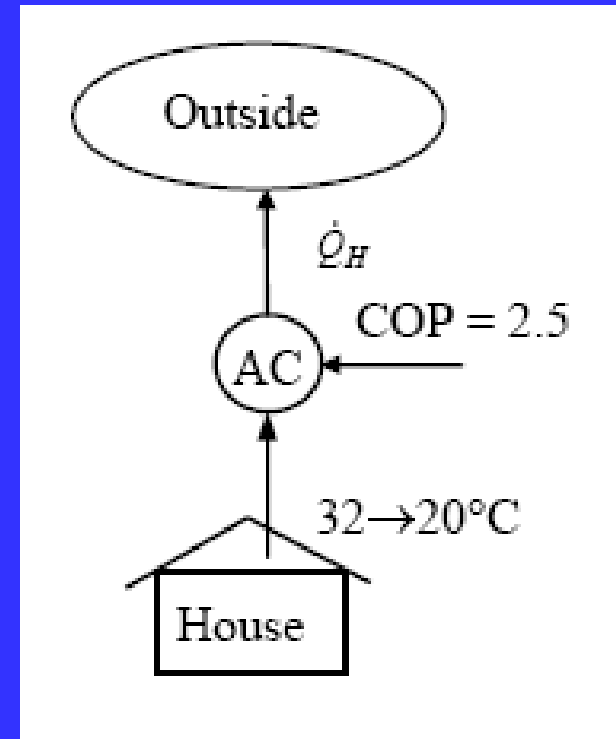 Outside
Q̇H
COP = 2.5
AC
32→20°C
House